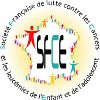 Société Française de lutte contre les Cancers
et les leucémies de l'Enfant et de l'adolescent
SFCE